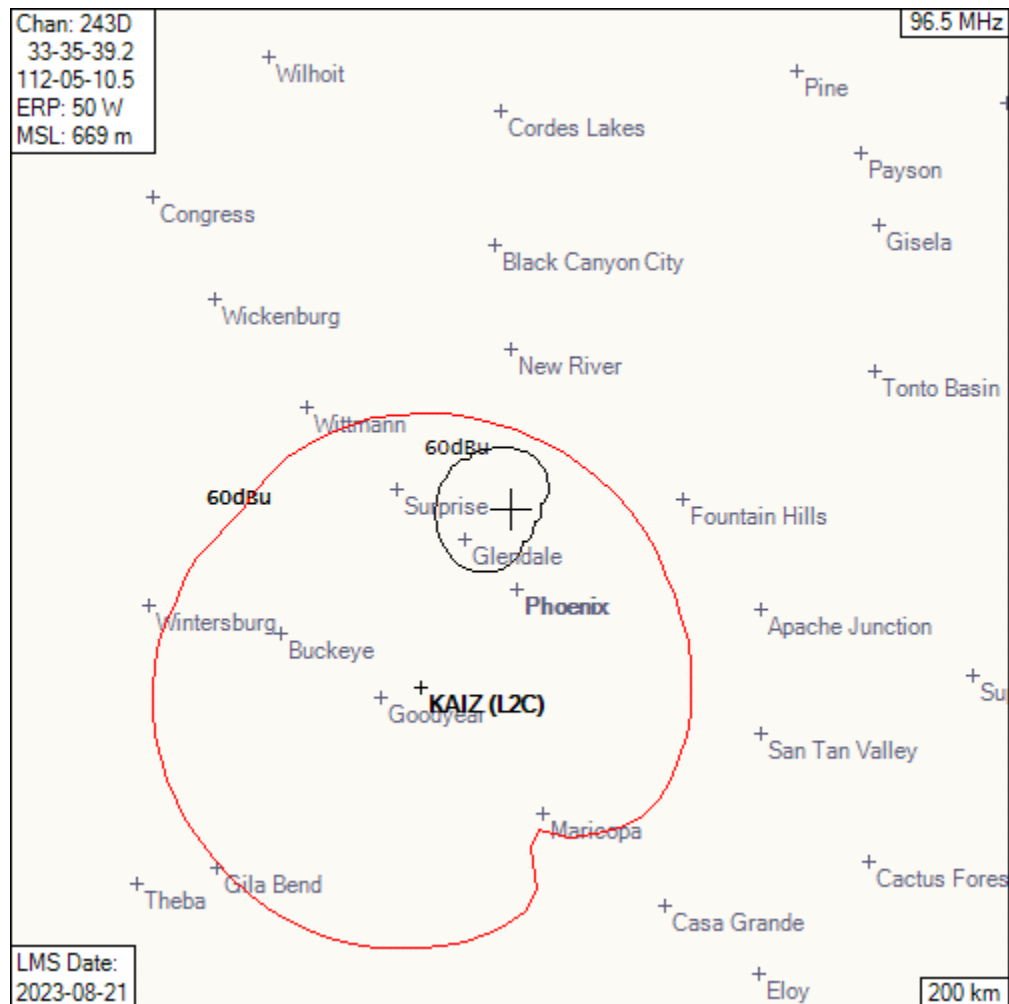 Chan: 243D
33-35-39.2
112-05-10.5
ERP: 50 W
MSL: 669 m
96.5 MHz
Wilhoit
Pine
Cordes Lakes
Payson
Congress
Gisela
Black Canyon City
Wickenburg
New River
Tonto Basin
Wittmann
60dBu
60dBu
Surprise
Fountain Hills
Glendale
Phoenix
Wintersburg
Apache Junction
Buckeye
Su
Goodyear
KAIZ (L2C)
San Tan Valley
Maricopa
Gila Bend
Cactus Fores
Theba
Casa Grande
LMS Date:
2023-08-21
Eloy
200 km